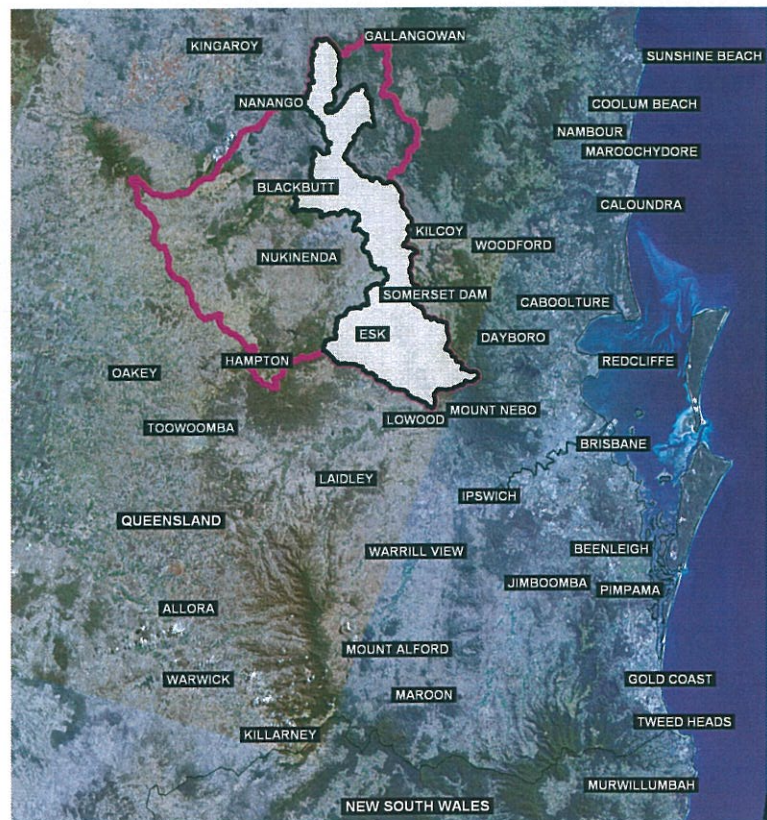 GALLANGOWAN
KINGAROY
SUNSHINE BEACH
NANANGO
COOLUM BEACH
NAMBOUR
MAROOCHYDORE
BLACKBUTT
CALOUNDRA
KILCOY
WOODFORD
NUKINENDA
SOMERSET DAM
CABOOLTURE
ESK
DAYBORO
HAMPTON
REDCLIFFE
OAKEY
MOUNT NEBO
LOWOOD
TOOWOOMBA
BRISBANE
LAIDLEY
IPSWICH
QUEENSLAND
WARRILL VIEW
BEENLEIGH
JIMBOOMBA
PIMPAMA
ALLORA
MOUNT ALFORD
WARWICK
GOLD COAST
MAROON
TWEED HEADS
KILLARNEY
MURWILLUMBAH
NEW SOUTH WALES